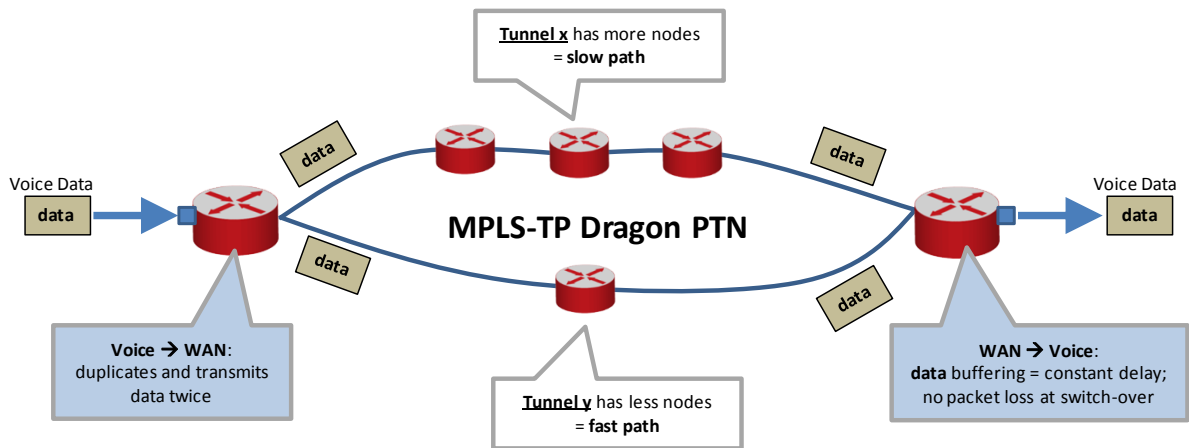 Tunnel x has more nodes
= slow path
data
data
Voice Data
data
Voice Data
data
MPLS-TP Dragon PTN
data
data
Voice → WAN:
duplicates and transmits
data twice
Tunnel y has less nodes
= fast path
WAN → Voice:
data buffering = constant delay;
no packet loss at switch-over